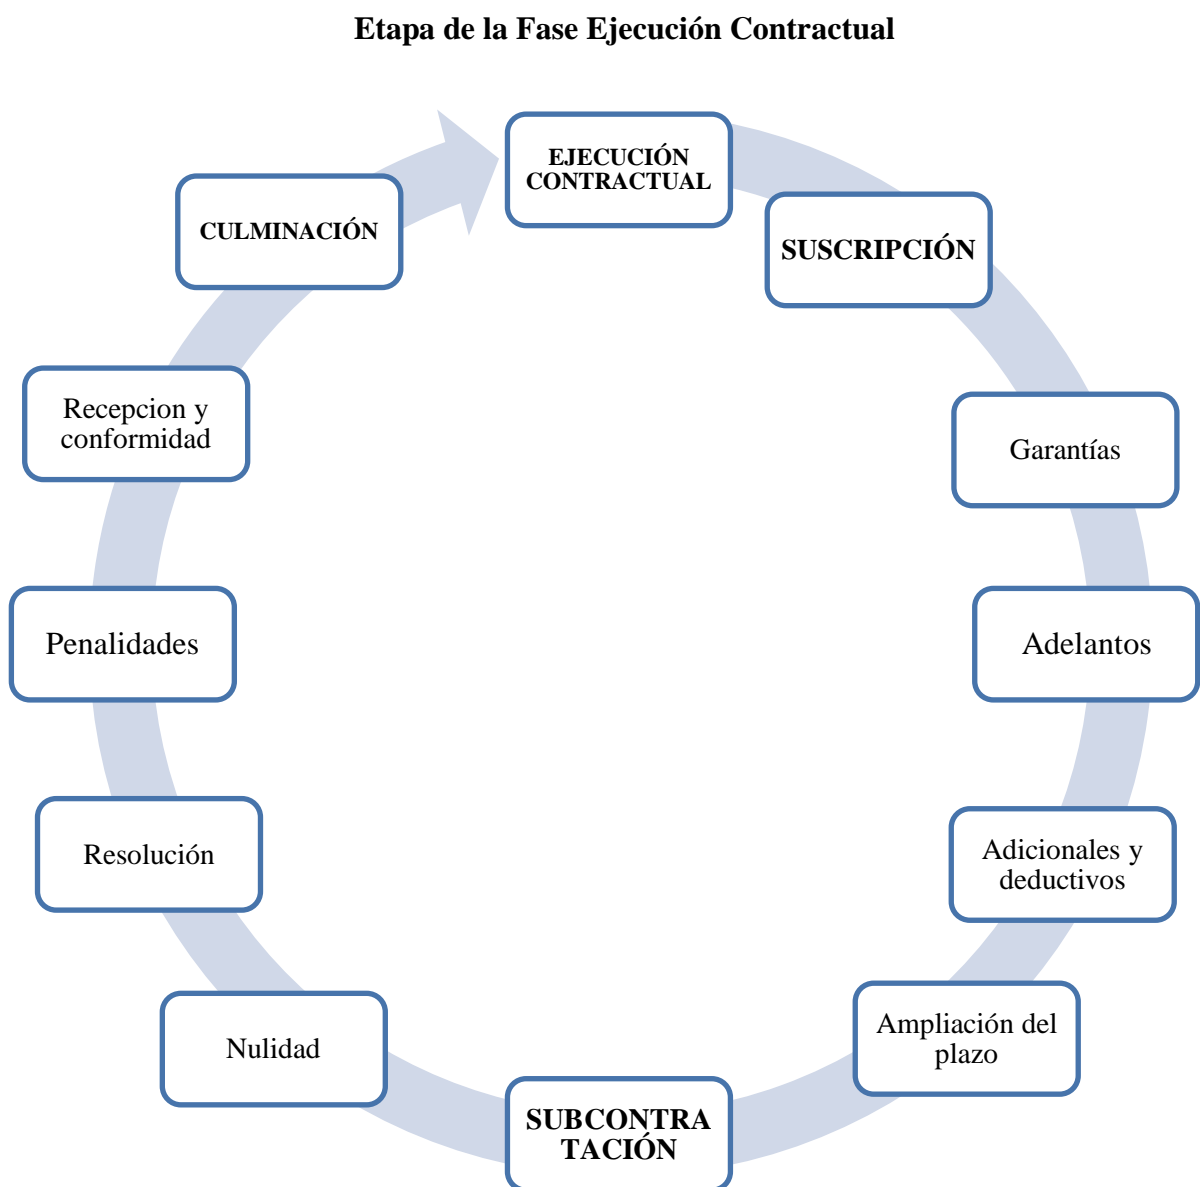 Etapa de la Fase Ejecución Contractual
EJECUCIÓN
CONTRACTUAL
SUSCRIPCIÓN
Garantías
Adelantos
Adicionales y
deductivos
Ampliación del
plazo
SUBCONTRA
TACIÓN
Nulidad
Resolución
Penalidades
Recepcion y
conformidad
CULMINACIÓN